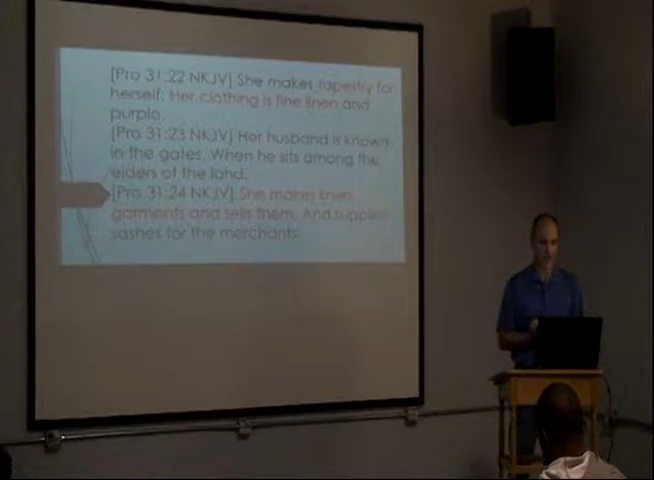 [Pro 31:22 NKJV] She makes tapestry for
herself; Her clothing is fine linen and
purple.
[Pro 31:23 NKJV] Her husband is known
in the gates, When he sits among the
elders of the land.
[Pro 31:24 NKJV] She makes linen
garments and sells them, And supplies
sashes for the merchants.